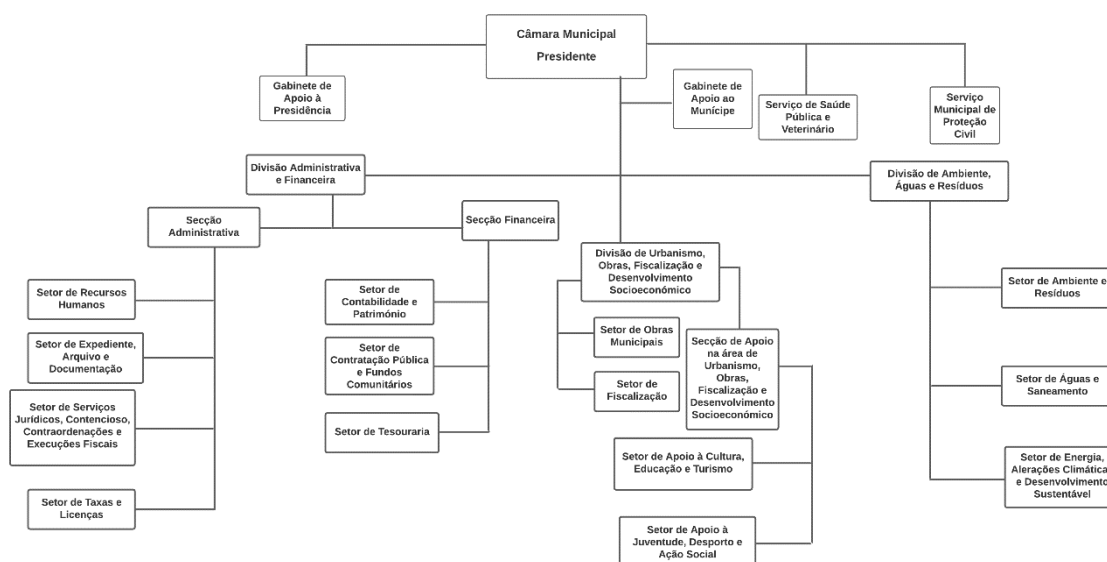 Câmara Municipal
Presidente
Gabinete de
Apoio à
Presidência
Gabinete de
Apoio ao
Munícipe
Serviço de Saúde
Pública e
Veterinário
Serviço
Municipal de
Proteção
Civil
Divisão Administrativa
e Financeira
Divisão de Ambiente,
Águas e Resíduos
Secção
Administrativa
Secção Financeira
Divisão de Urbanismo,
Obras, Fiscalização e
Desenvolvimento
Socioeconómico
Setor de Recursos
Humanos
Setor de Expediente,
Arquivo e
Documentação
Setor de Serviços
Jurídicos, Contencioso,
Contraordenações e
Execuções Fiscais
Setor de Taxas e
Licenças
Setor de
Contabilidade e
Património
Setor de
Contratação Pública
e Fundos
Comunitários
Setor de Tesouraria
Setor de Obras
Municipais
Setor de
Fiscalização
Secção de Apoio
na área de
Urbanismo,
Obras,
Fiscalização e
Desenvolvimento
Socioeconómico
Setor de Apoio à Cultura,
Educação e Turismo
Setor de Apoio à
Juventude, Desporto e
Ação Social
Setor de Ambiente e
Resíduos
Setor de Águas e
Saneamento
Setor de Energia,
Alerações Climática
e Desenvolvimento
Sustentável